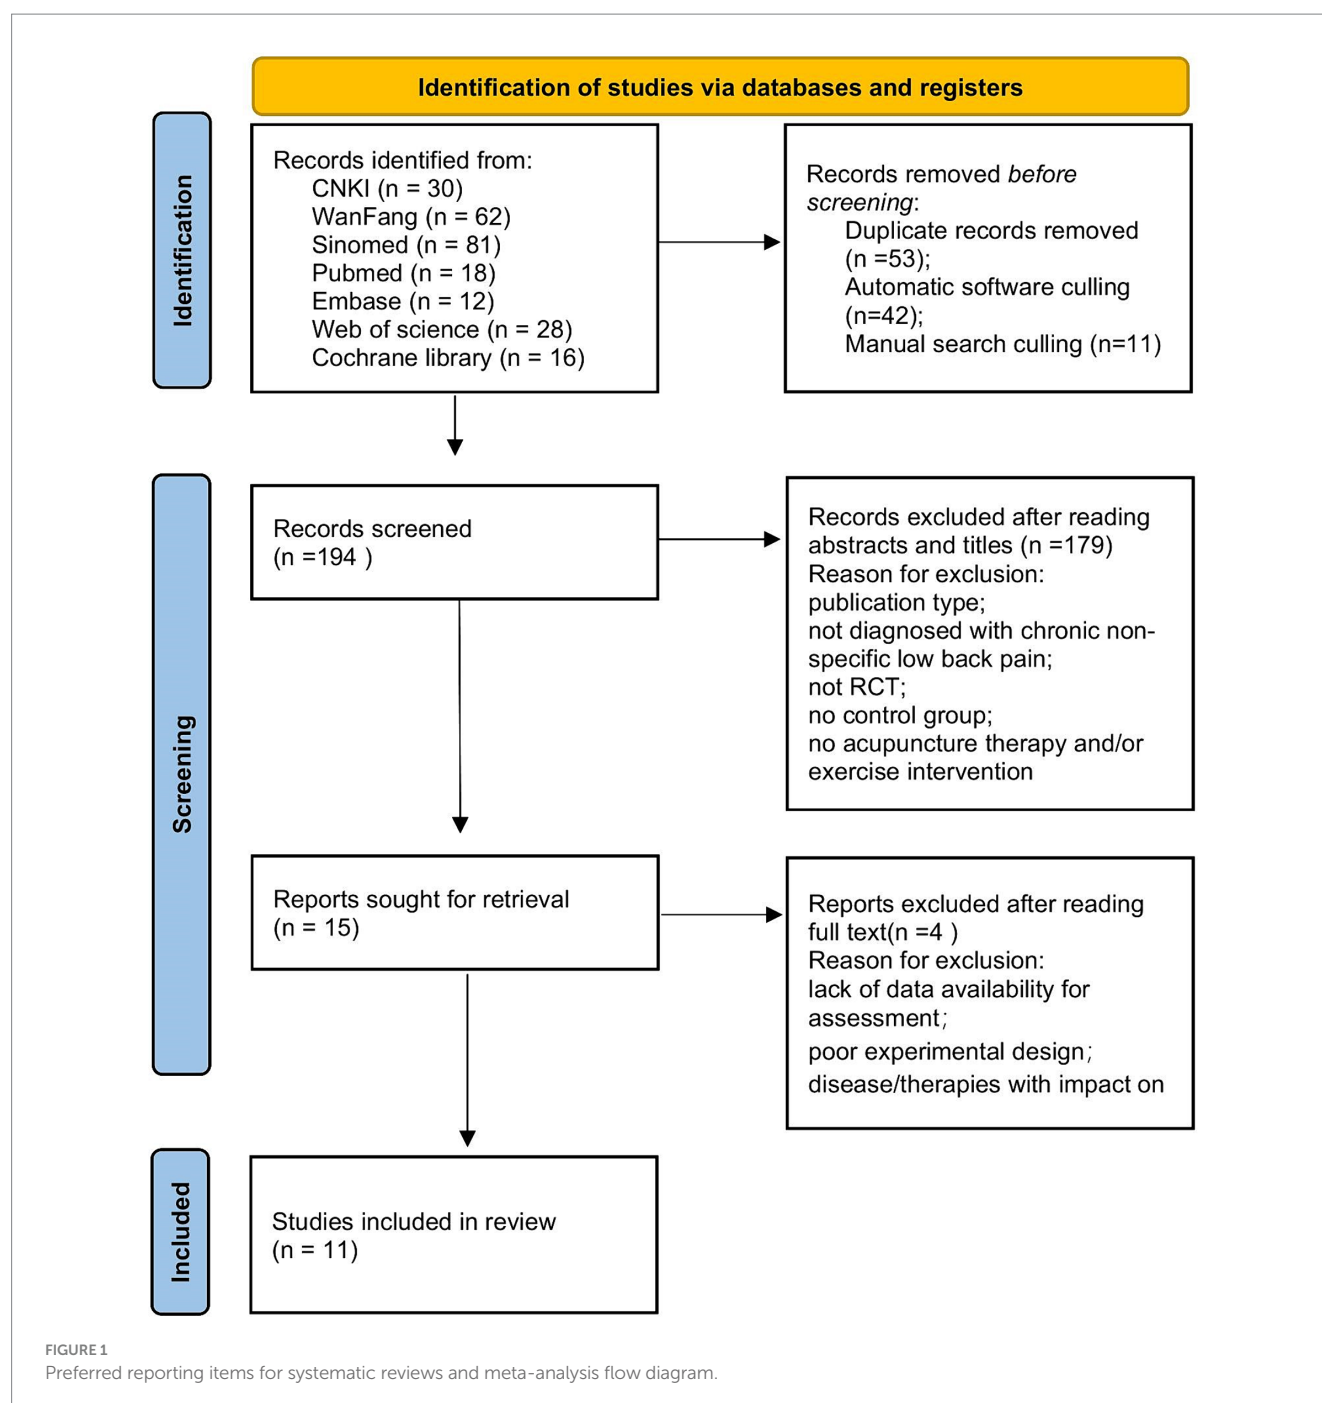 Identification of studies via databases and registers
Identification
Records identified from:
CNKI (n = 30)
WanFang (n = 62)
Sinomed (n = 81)
Pubmed (n = 18)
Embase (n = 12)
Web of science (n = 28)
Cochrane library (n = 16)
Records removed before
screening:
Duplicate records removed
(n =53);
Automatic software culling
(n=42);
Manual search culling (n=11)
Screening
Records screened
(n =194 )
Records excluded after reading
abstracts and titles (n =179)
Reason for exclusion:
publication type;
not diagnosed with chronic non-
specific low back pain;
not RCT;
no control group;
no acupuncture therapy and/or
exercise intervention
Reports sought for retrieval
(n = 15)
Reports excluded after reading
full text(n =4 )
Reason for exclusion:
lack of data availability for
assessment;
poor experimental design;
disease/therapies with impact on
Included
Studies included in review
(n = 11)
FIGURE 1
Preferred reporting items for systematic reviews and meta-analysis flow diagram.